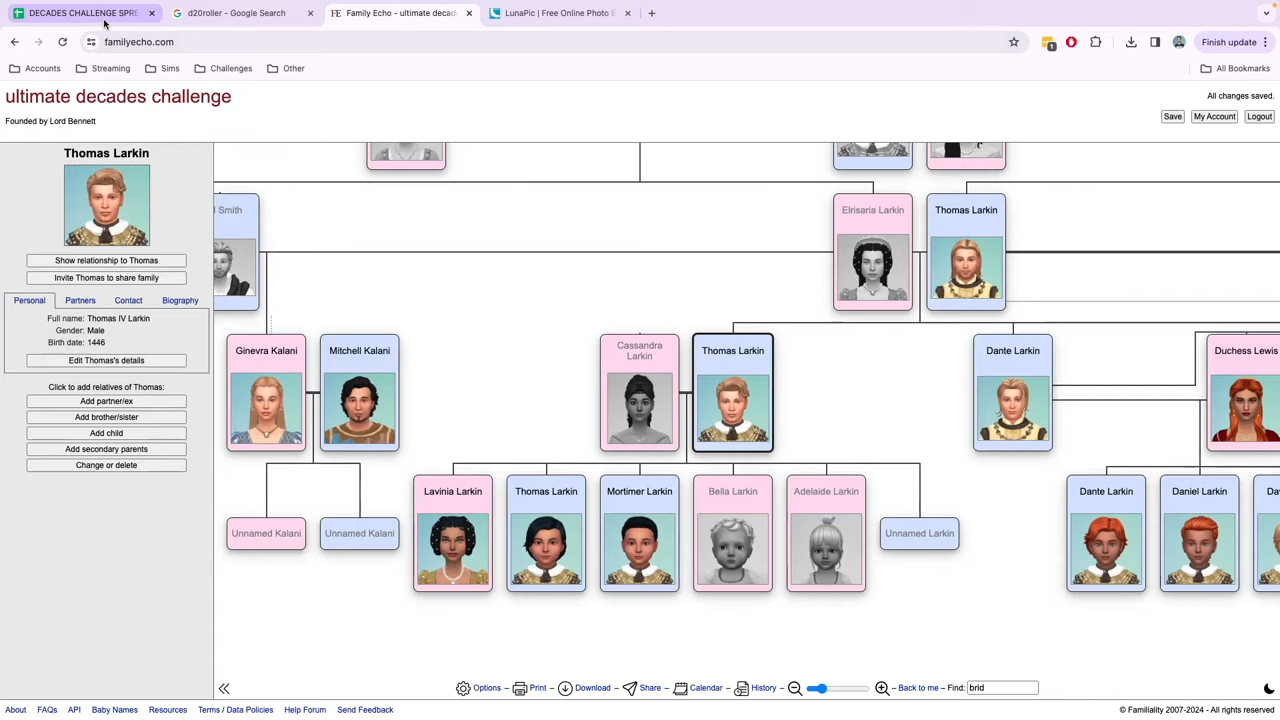 DECADES CHALLENGE SPRE
d20roller - Google Search
FE Family Echo - ultimate decad
LunaPic | Free Online Photo E
familyecho.com
1
Finish update
Accounts
Streaming
Sims
Challenges
Other
All Bookmarks
ultimate decades challenge
All changes saved.
Founded by Lord Bennett
Save
My Account
Logout
Thomas Larkin
Show relationship to Thomas
Invite Thomas to share family
Personal
Partners
Contact
Biography
Full name: Thomas IV Larkin
Gender: Male
Birth date: 1446
Edit Thomas's details
Click to add relatives of Thomas:
Add partner/ex
Add brother/sister
Add child
Add secondary parents
Change or delete
Smith
Elrisaria Larkin
Thomas Larkin
Ginevra Kalani
Mitchell Kalani
Cassandra
Larkin
Thomas Larkin
Dante Larkin
Duchess Lewis
Unnamed Kalani
Unnamed Kalani
Lavinia Larkin
Thomas Larkin
Mortimer Larkin
Bella Larkin
Adelaide Larkin
Unnamed Larkin
Dante Larkin
Daniel Larkin
Da
Options – Print – Download – Share – Calendar – History – Back to me – Find: brid
About
FAQs
API
Baby Names
Resources
Terms / Data Policies
Help Forum
Send Feedback
© Familiality 2007-2024 - All rights reserved.